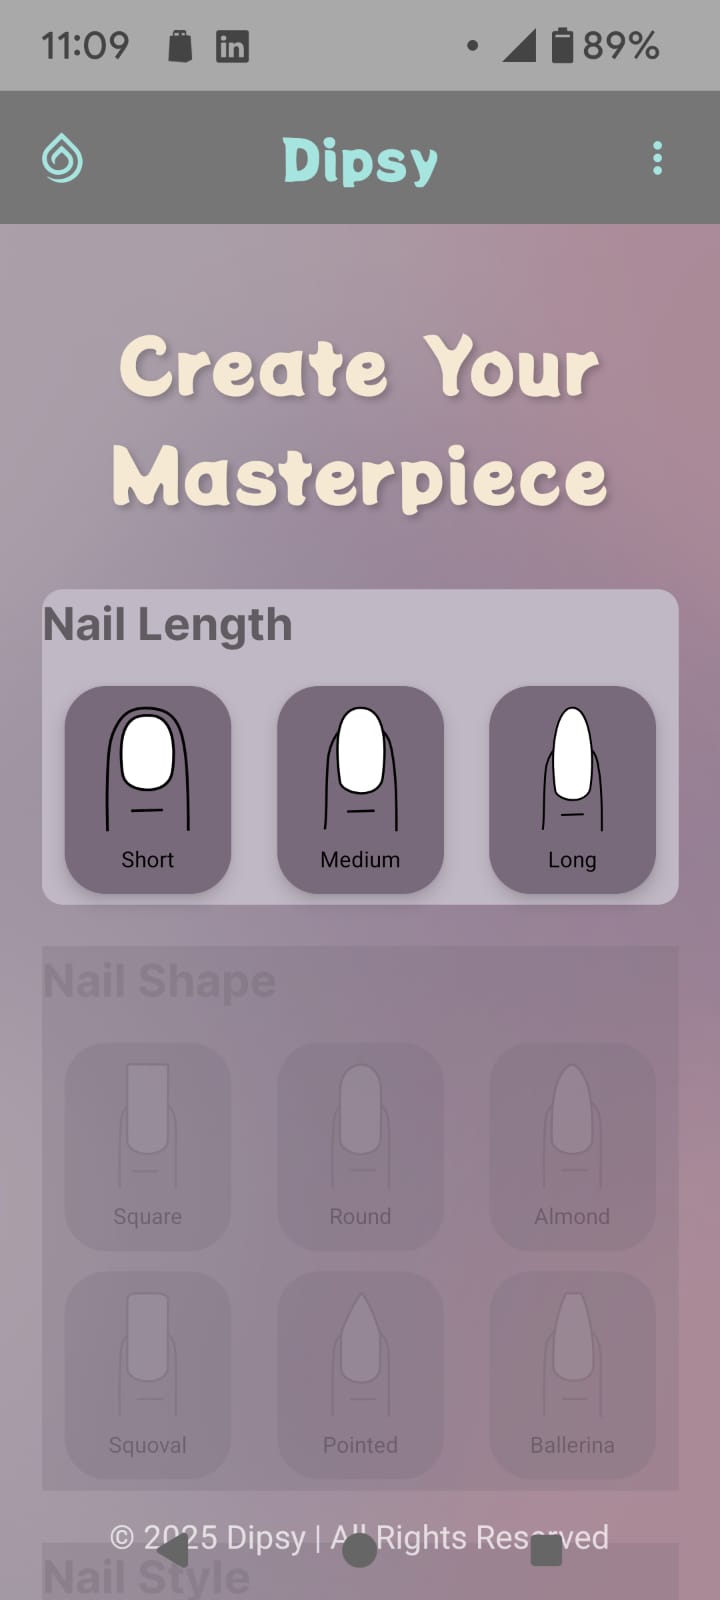 11:09 89%
Dipsy
Create Your
Masterpiece
Nail Length
Short Medium Long
Nail Shape
Square Round Almond
Squoval Pointed Ballerina
© 2025 Dipsy | All Rights Reserved
Nail Style